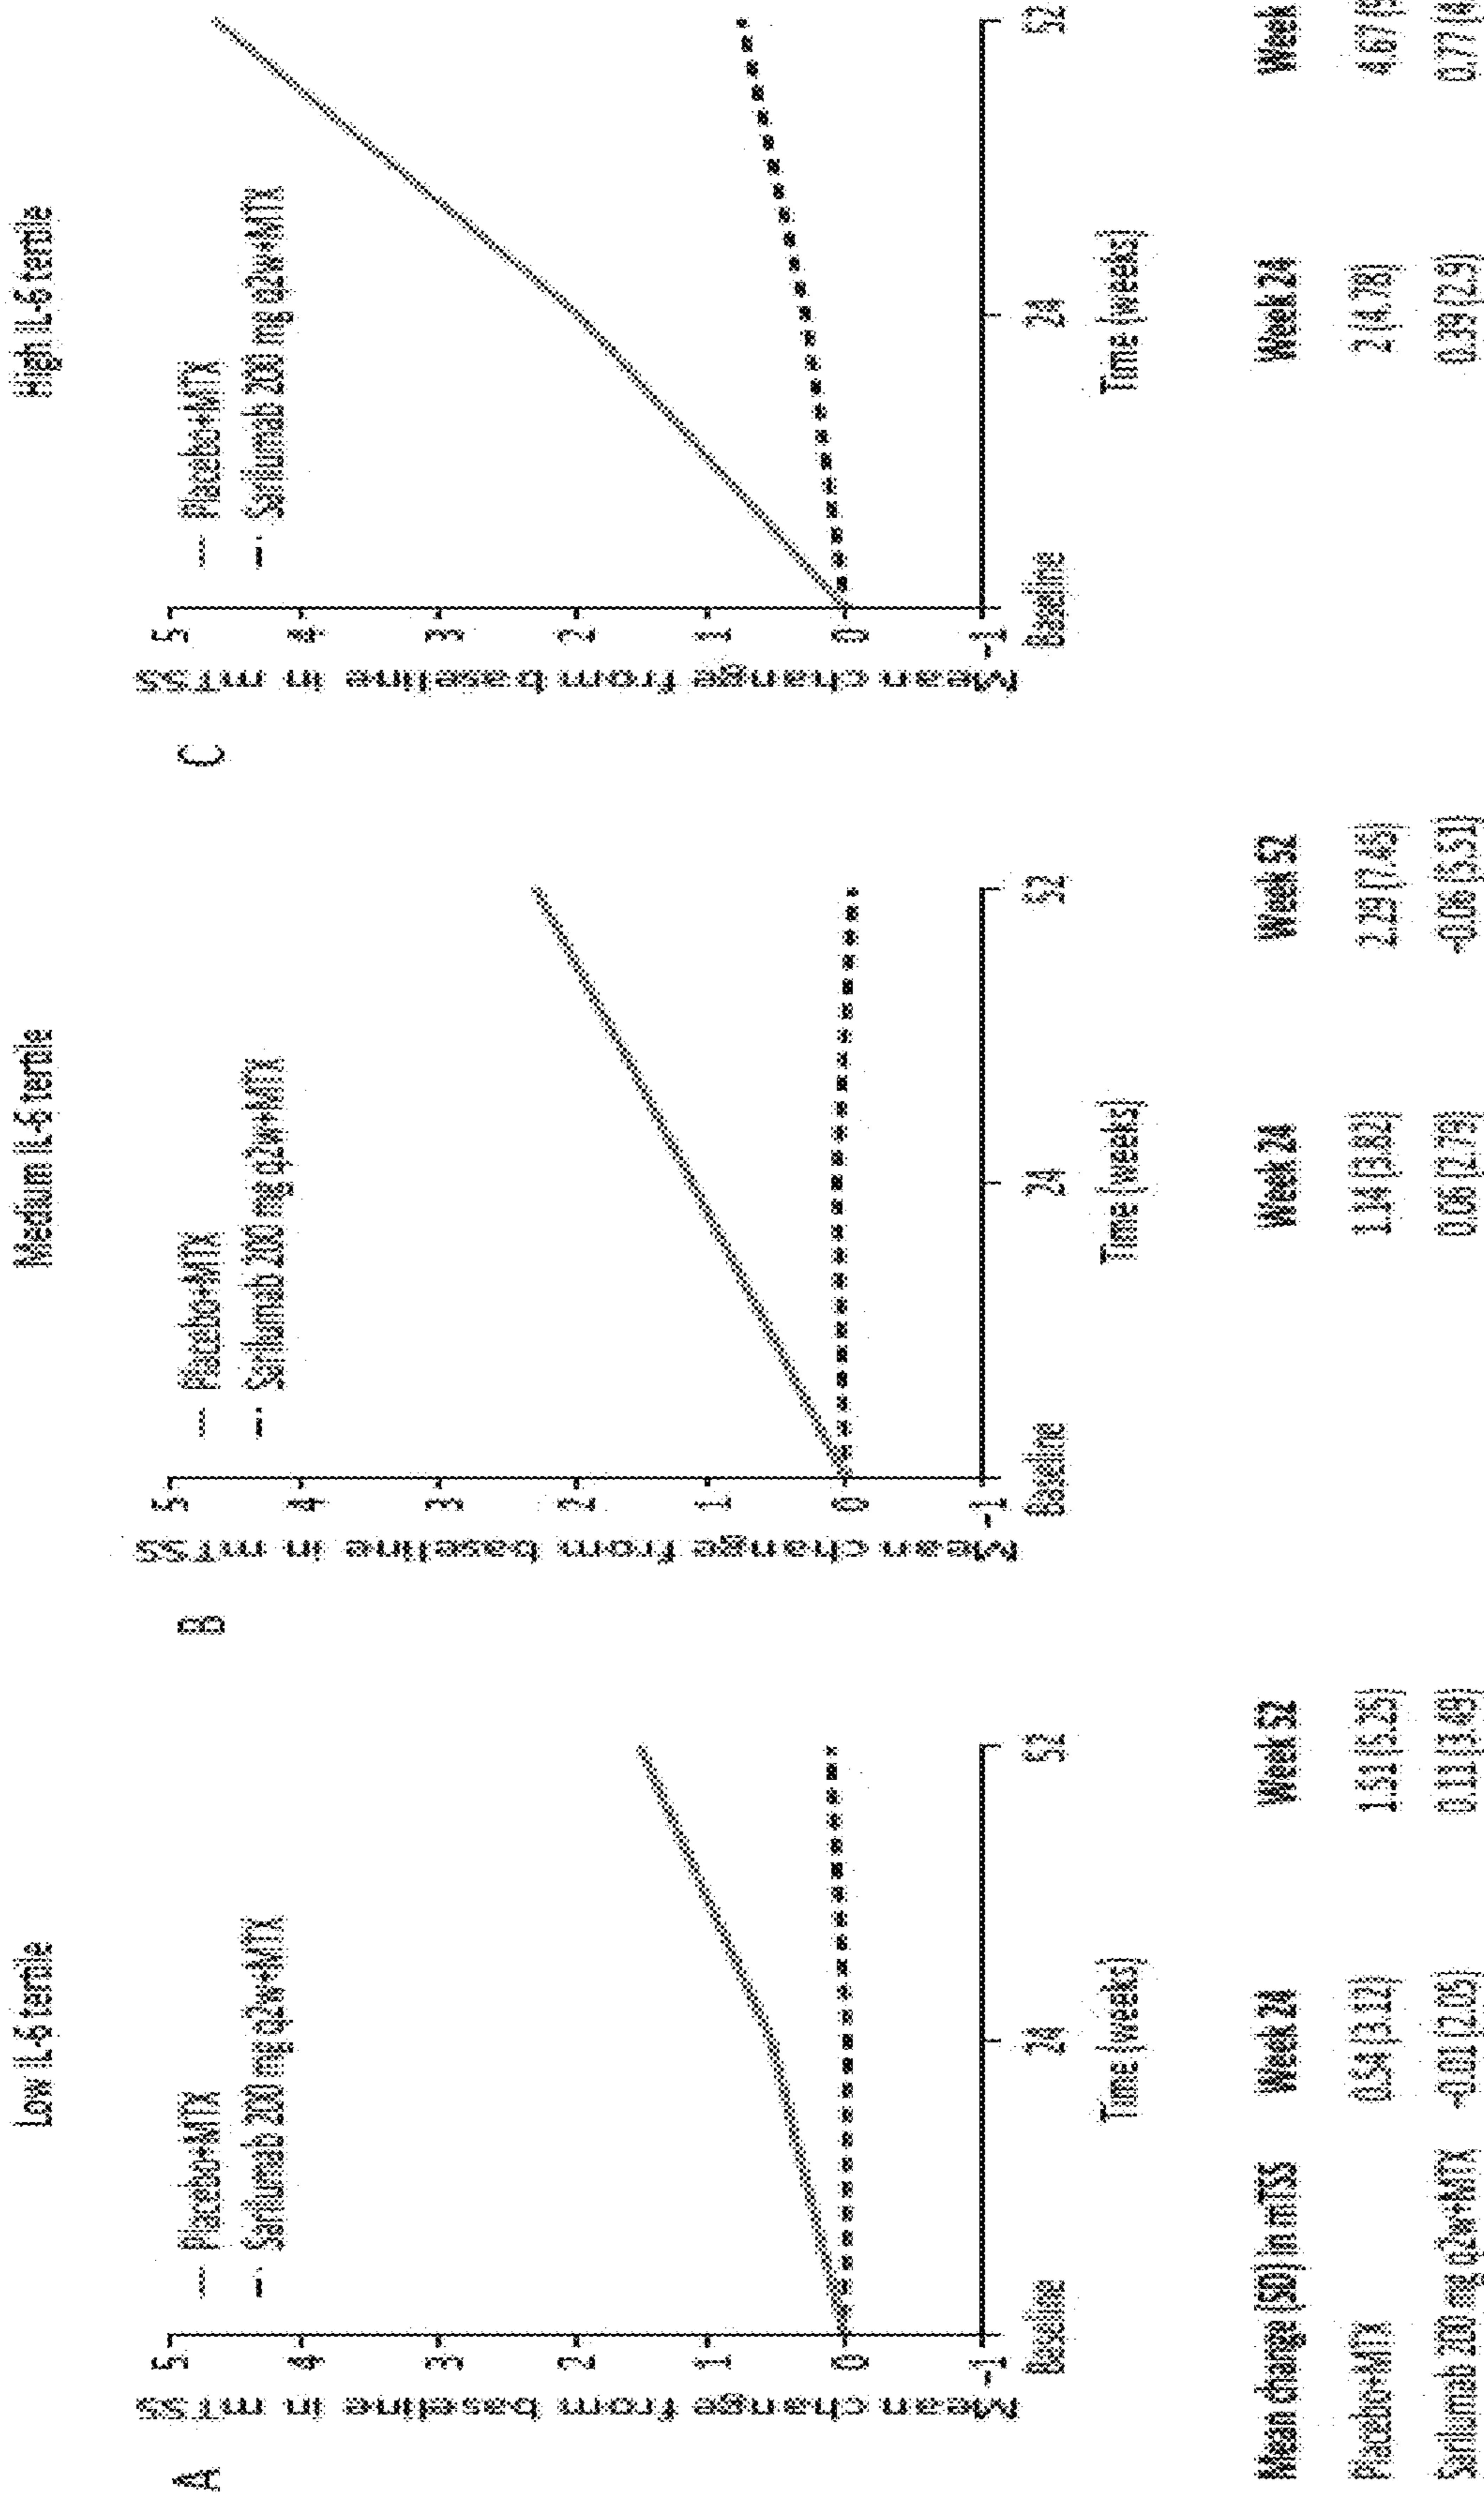 A
Low IL-6 tertile
Placebo+MTX
Sarilumab 200 mg q2w+MTX
Mean change from baseline in mTSS
5
4
3
2
1
0
-1
Baseline
24
52
Time (weeks)
B
Medium IL-6 tertile
Placebo+MTX
Sarilumab 200 mg q2w+MTX
Mean change from baseline in mTSS
5
4
3
2
1
0
-1
Baseline
24
52
Time (weeks)
C
High IL-6 tertile
Placebo+MTX
Sarilumab 200 mg q2w+MTX
Mean change from baseline in mTSS
5
4
3
2
1
0
-1
Baseline
24
52
Time (weeks)
Mean change (SD) in mTSS Week 24 Week 52 Week 24 Week 52 Week 24 Week
Placebo+MTX 0.54 (3.12) 1.51 (5.25) 1.14 (3.82) 2.29 (7.45) 2 (4.78) 4.67
Sarilumab 200 mg q2w+MTX -0.01 (2.05) 0.11 (3.49) 0.06 (2.79) -0.06 (5.51) 0.39 (2.9) 0.77